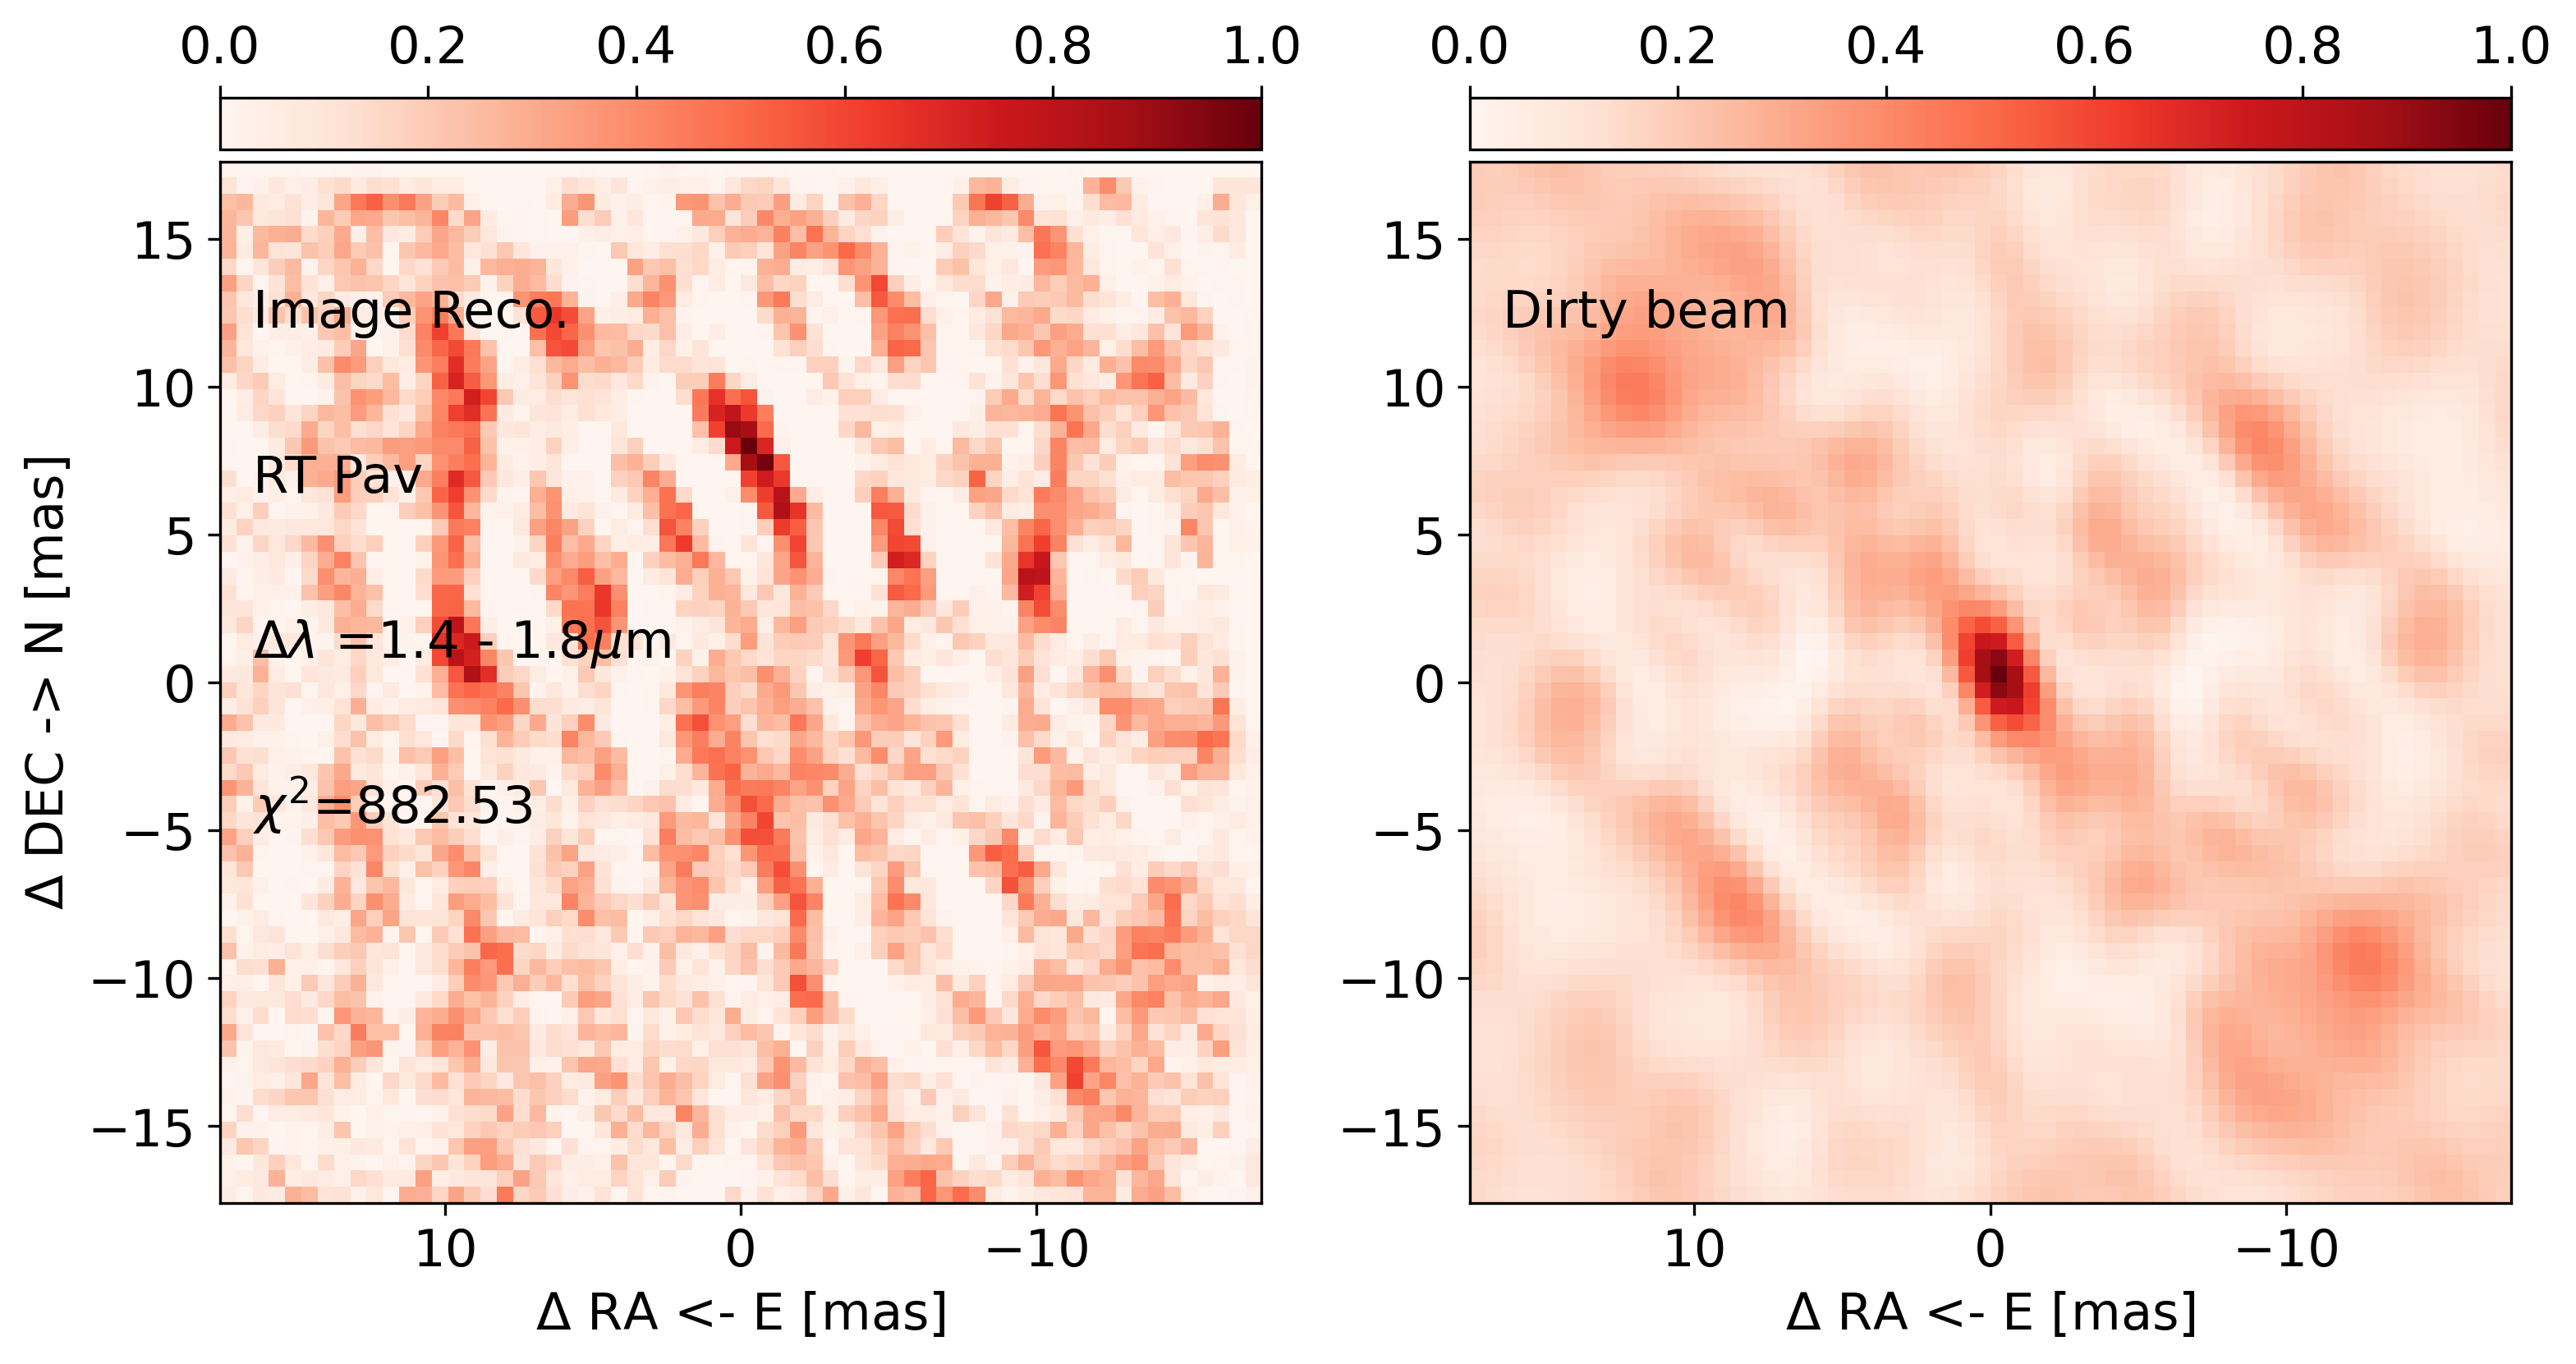 0.0 0.2 0.4 0.6 0.8 1.0
Image Reco.
RT Pav
Δλ =1.4 - 1.8μm
χ²=882.53
15
10
5
0
−5
−10
−15
10 0 −10
Δ DEC -> N [mas]
Δ RA <- E [mas]
0.0 0.2 0.4 0.6 0.8 1.0
Dirty beam
15
10
5
0
−5
−10
−15
10 0 −10
Δ RA <- E [mas]